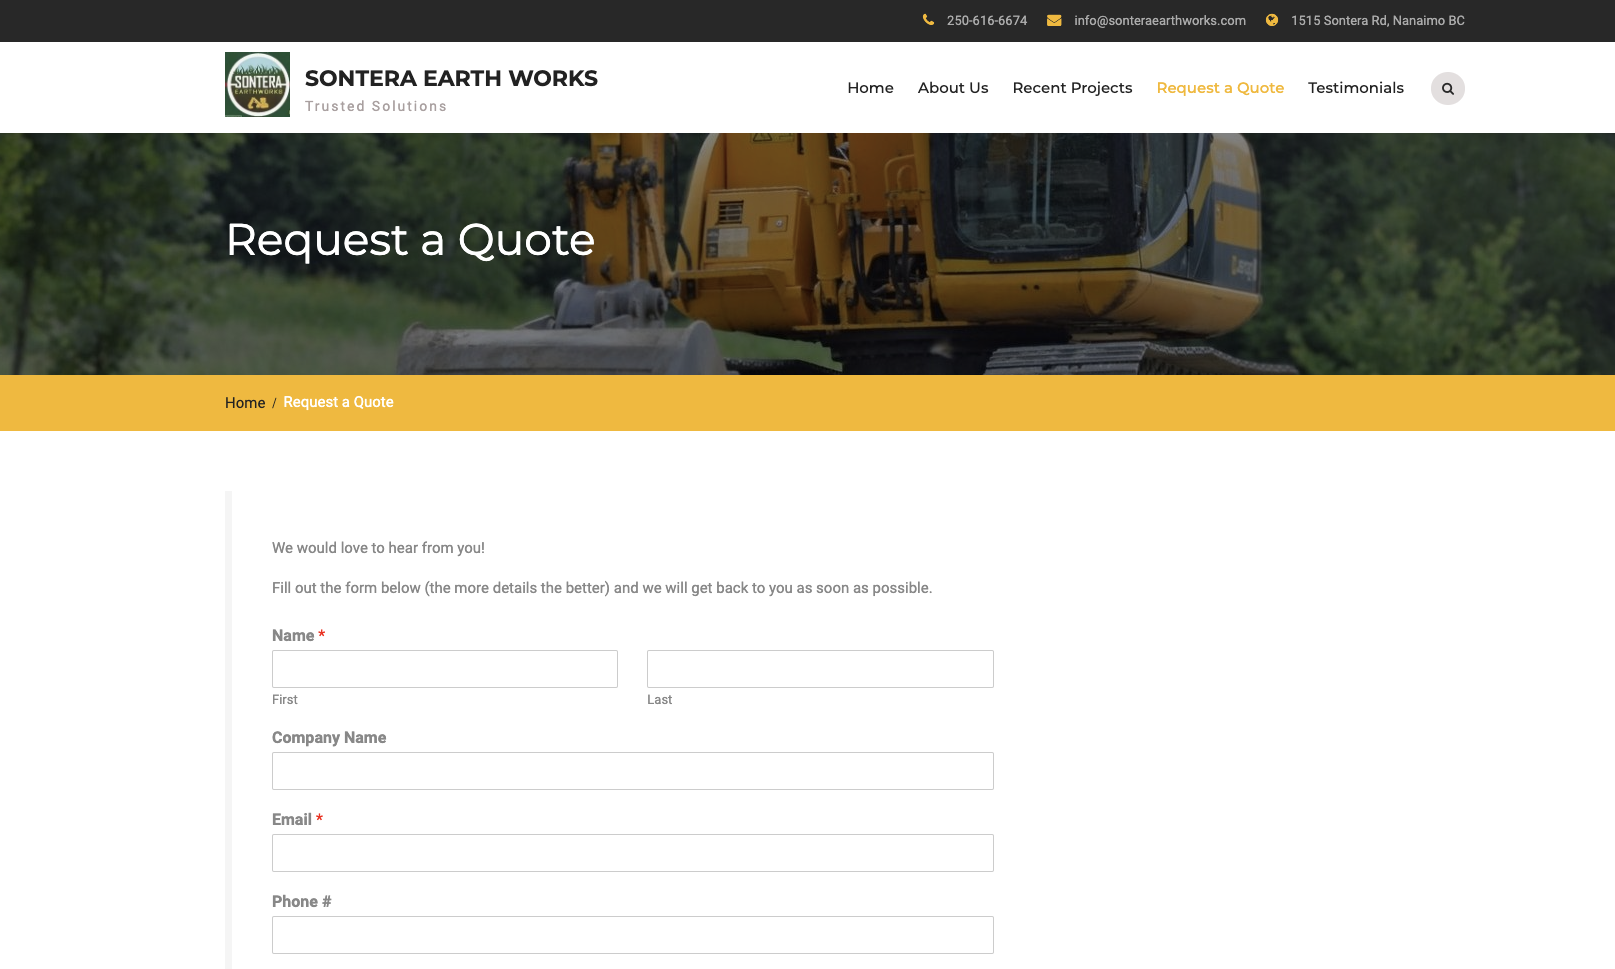 250-616-6674 info@sonteraearthworks.com 1515 Sontera Rd, Nanaimo BC
SONTERA
EARTHWORKS
SONTERA EARTH WORKS
Trusted Solutions
Home About Us Recent Projects Request a Quote Testimonials
Request a Quote
Home / Request a Quote
We would love to hear from you!
Fill out the form below (the more details the better) and we will get back to you as soon as possible.
Name *
First Last
Company Name
Email *
Phone #